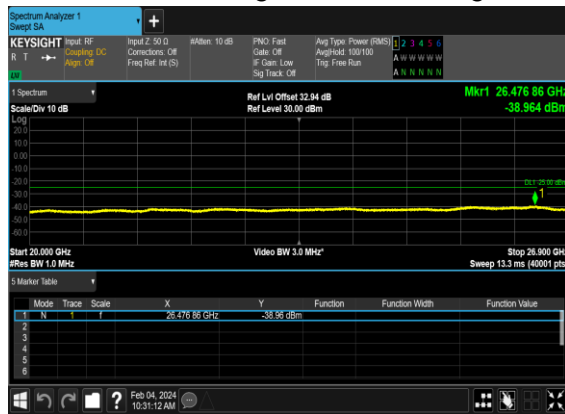 Spectrum Analyzer 1
Swept SA
+
KEYSIGHT Input: RF Input Z: 50 Ω #Atten: 10 dB PNO: Fast Avg Type: Power (RMS) 1 2 3 4 5 6
R T Coupling: DC Corrections: Off Gate: Off Avg|Hold: 100/100 A W W W W W
Align: Off Freq Ref: Int (S) IF Gain: Low Trig: Free Run
Sig Track: Off A N N N N N
LXI
1 Spectrum Ref Lvl Offset 32.94 dB Mkr1 26.476 86 GHz
Scale/Div 10 dB Ref Level 30.00 dBm -38.964 dBm
Log
20.0
10.0
0.00
-10.0
-20.0 DL1 -25.00 dBm
-30.0 1
-40.0
-50.0
-60.0
Start 20.000 GHz Video BW 3.0 MHz* Stop 26.900 GHz
#Res BW 1.0 MHz Sweep 13.3 ms (40001 pts)
5 Marker Table
Mode Trace Scale X Y Function Function Width Function Value
1 N 1 f 26.476 86 GHz -38.96 dBm
2
3
4
5
6
? Feb 04, 2024
10:31:12 AM